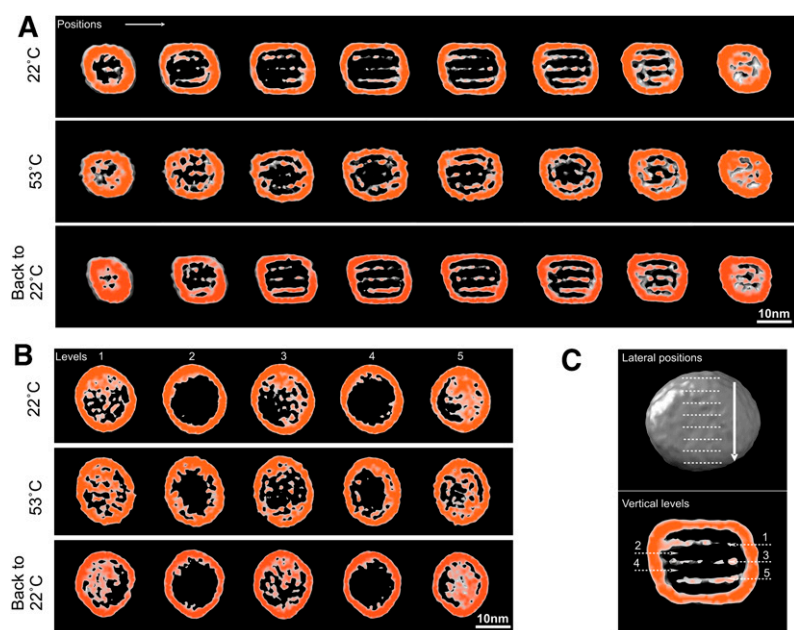 A
Positions
22°C
53°C
Back to
22°C
10nm
B
Levels 1 2 3 4 5
22°C
53°C
Back to
22°C
10nm
C
Lateral positions
Vertical levels
1
2
3
4
5